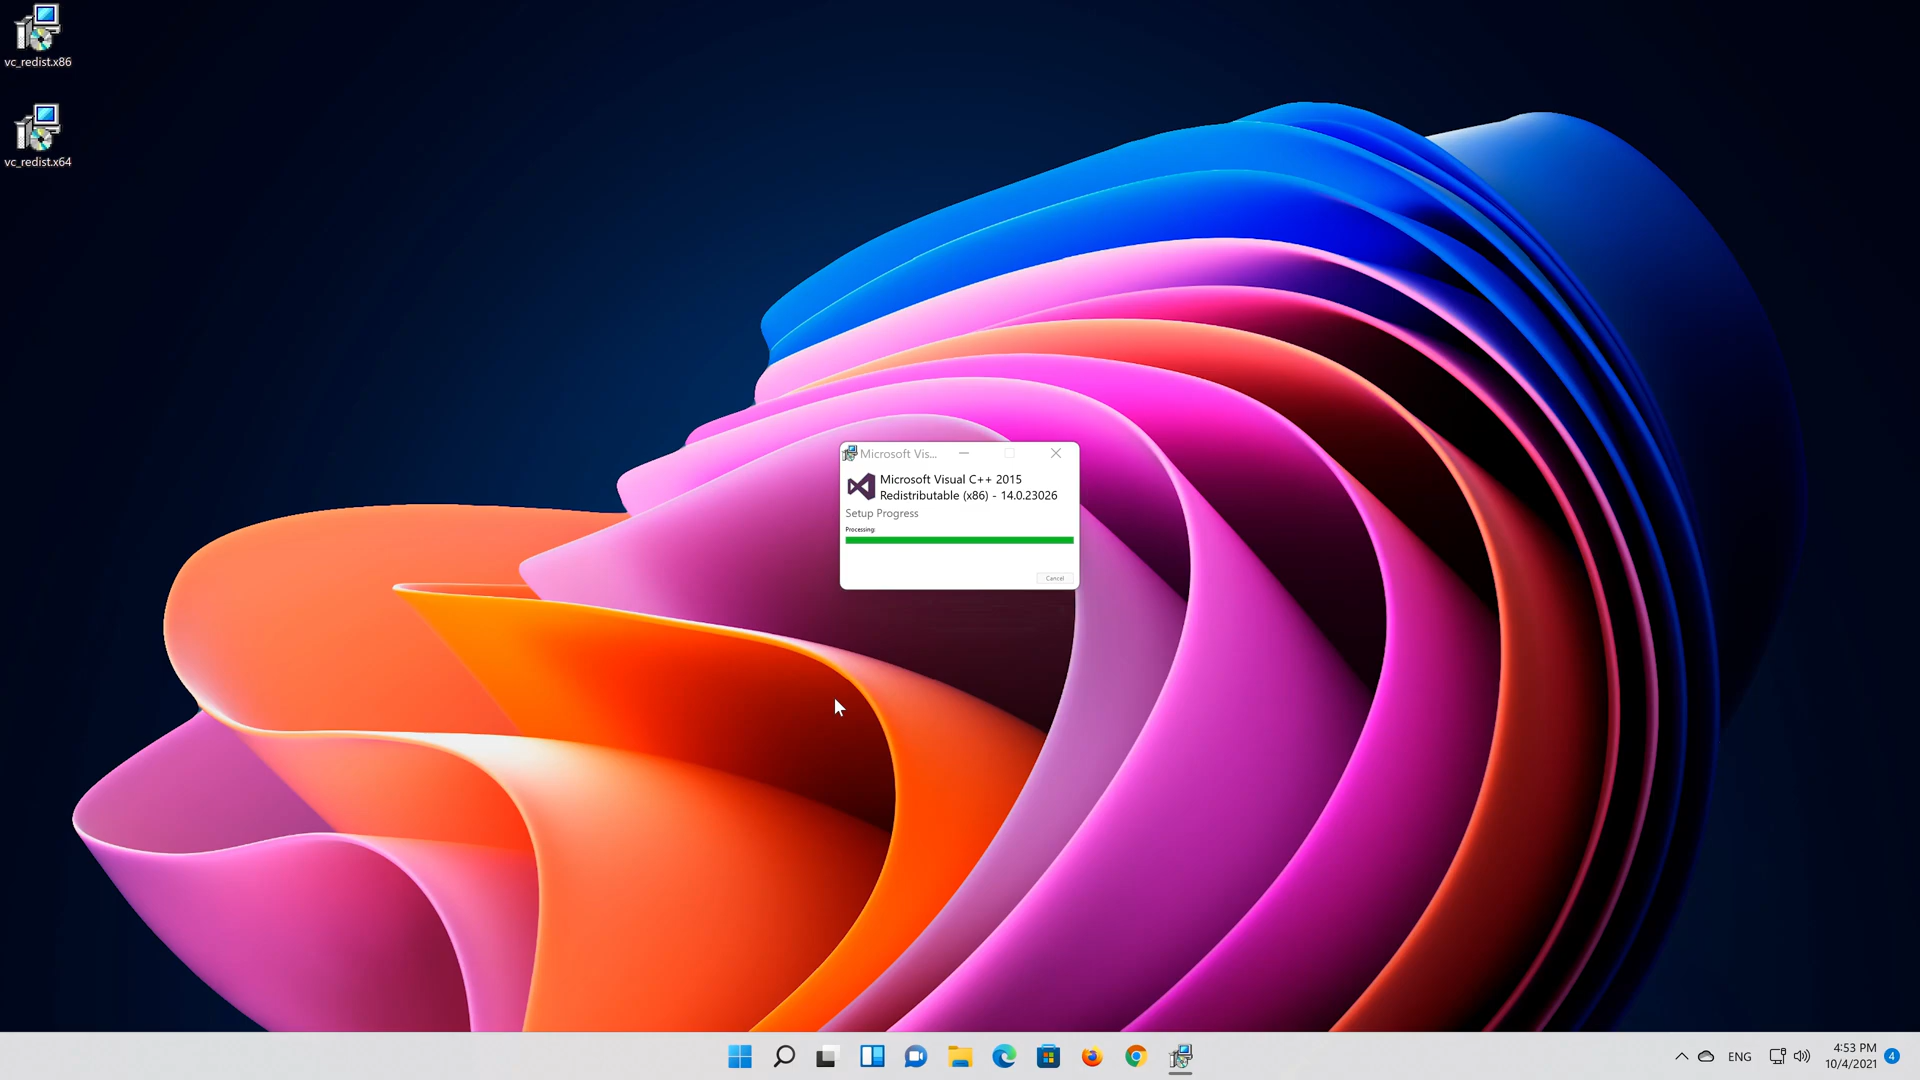 vc_redist.x86
vc_redist.x64
Microsoft Vis...
Microsoft Visual C++ 2015
Redistributable (x86) - 14.0.23026
Setup Progress
Processing:
Cancel
ENG
4:53 PM
10/4/2021
4